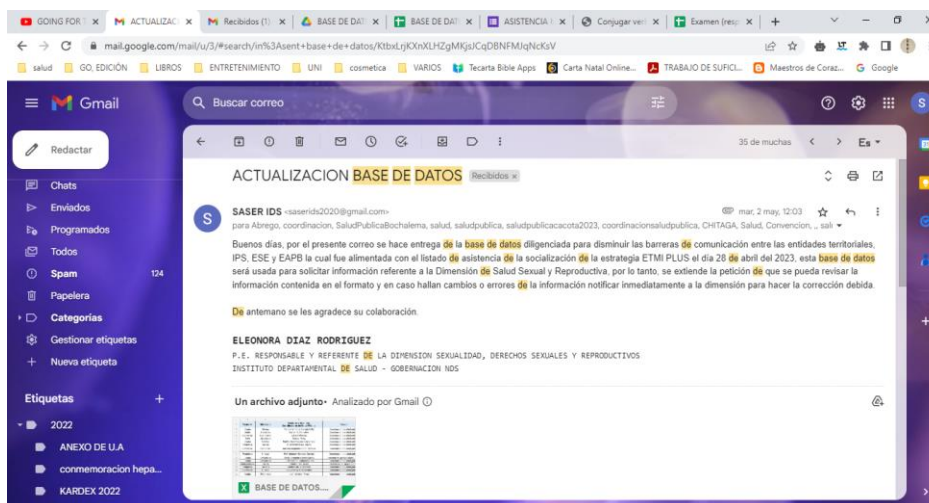 GOING FOR
ACTUALIZACI
Recibidos (1)
BASE DE DAT
BASE DE DAT
ASISTENCIA
Conjugar ver
Examen (resp
mail.google.com/mail/u/3/#search/in%3Asent+base+de+datos/KtbxLrjKXnXLHZgMKjsJCqDBNFMJqNcKsV
salud
GO, EDICIÓN
LIBROS
ENTRETENIMIENTO
UNI
cosmetica
VARIOS
Tecarta Bible Apps
Carta Natal Online...
TRABAJO DE SUFICI...
Maestros de Coraz...
Google
Gmail
Buscar correo
S
Redactar
35 de muchas
Es
Chats
Enviados
Programados
Todos
Spam 124
Papelera
Categorías
Gestionar etiquetas
Nueva etiqueta
Etiquetas
2022
ANEXO DE U.A
conmemoracion hepa...
KARDEX 2022
ACTUALIZACION BASE DE DATOS Recibidos x
S
SASER IDS <saserids2020@gmail.com> mar, 2 may, 12:03
para Abrego, coordinacion, SaludPublicaBochalema, salud, saludpublica, saludpublicacacota2023, coordinacionsaludpublica, CHITAGA, Salud, Convencion, ,, sali
Buenos días, por el presente correo se hace entrega de la base de datos diligenciada para disminuir las barreras de comunicación entre las entidades territoriales,
IPS, ESE y EAPB la cual fue alimentada con el listado de asistencia de la socialización de la estrategia ETMI PLUS el día 28 de abril del 2023, esta base de datos
será usada para solicitar información referente a la Dimensión de Salud Sexual y Reproductiva, por lo tanto, se extiende la petición de que se pueda revisar la
información contenida en el formato y en caso hallan cambios o errores de la información notificar inmediatamente a la dimensión para hacer la corrección debida.
De antemano se les agradece su colaboración.
ELEONORA DIAZ RODRIGUEZ
P.E. RESPONSABLE Y REFERENTE DE LA DIMENSION SEXUALIDAD, DERECHOS SEXUALES Y REPRODUCTIVOS
INSTITUTO DEPARTAMENTAL DE SALUD - GOBERNACION NDS
Un archivo adjunto• Analizado por Gmail
BASE DE DATOS....